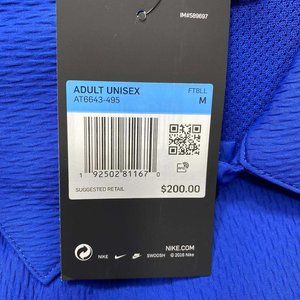 IM#589697
ADULT UNISEX FTBLL
AT6643-495 M
1 92502 81167 0
SUGGESTED RETAIL $200.00
NIKE.COM
NIKE SWOOSH © 2016 Nike